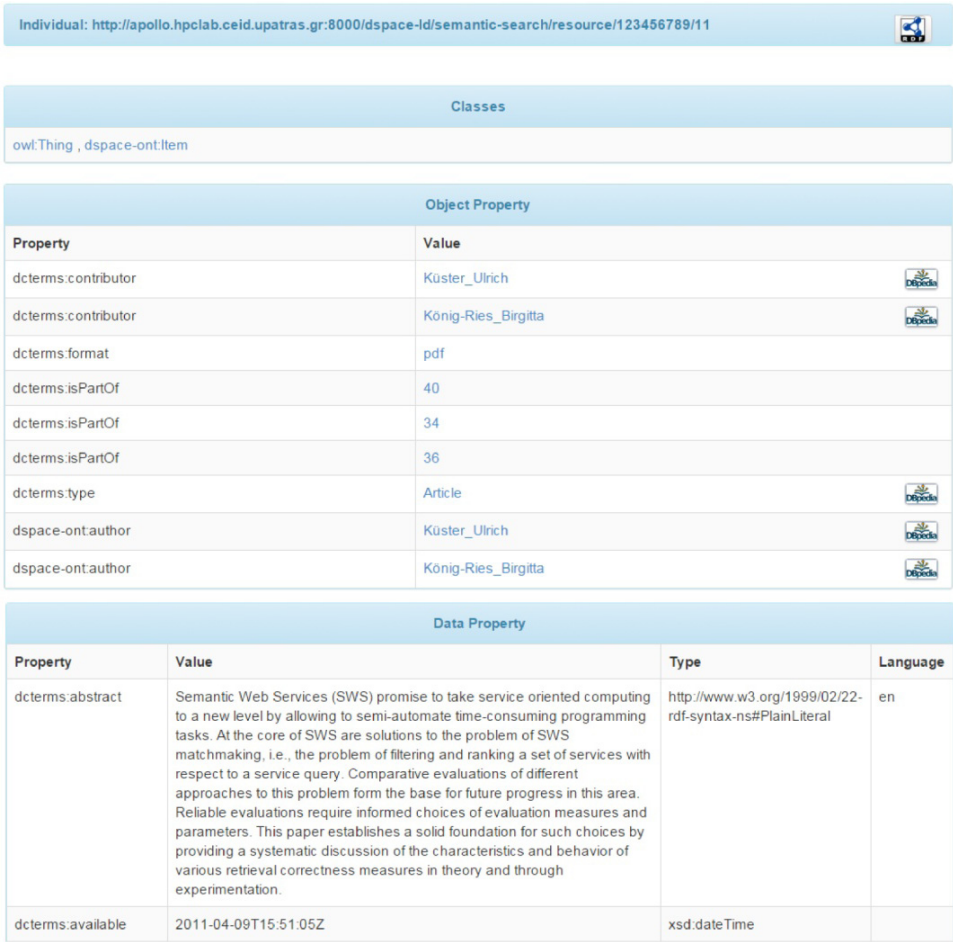 Individual: http://apollo.hpclab.ceid.upatras.gr:8000/dspace-ld/semantic-search/resource/123456789/11
RDF
Classes
owl:Thing , dspace-ont:Item
Object Property
Property Value
dcterms:contributor Küster_Ulrich DBpedia
dcterms:contributor König-Ries_Birgitta DBpedia
dcterms:format pdf
dcterms:isPartOf 40
dcterms:isPartOf 34
dcterms:isPartOf 36
dcterms:type Article DBpedia
dspace-ont:author Küster_Ulrich DBpedia
dspace-ont:author König-Ries_Birgitta DBpedia
Data Property
Property Value Type Language
dcterms:abstract Semantic Web Services (SWS) promise to take service oriented computing http://www.w3.org/1999/02/22- en
to a new level by allowing to semi-automate time-consuming programming rdf-syntax-ns#PlainLiteral
tasks. At the core of SWS are solutions to the problem of SWS
matchmaking, i.e., the problem of filtering and ranking a set of services with
respect to a service query. Comparative evaluations of different
approaches to this problem form the base for future progress in this area.
Reliable evaluations require informed choices of evaluation measures and
parameters. This paper establishes a solid foundation for such choices by
providing a systematic discussion of the characteristics and behavior of
various retrieval correctness measures in theory and through
experimentation.
dcterms:available 2011-04-09T15:51:05Z xsd:dateTime